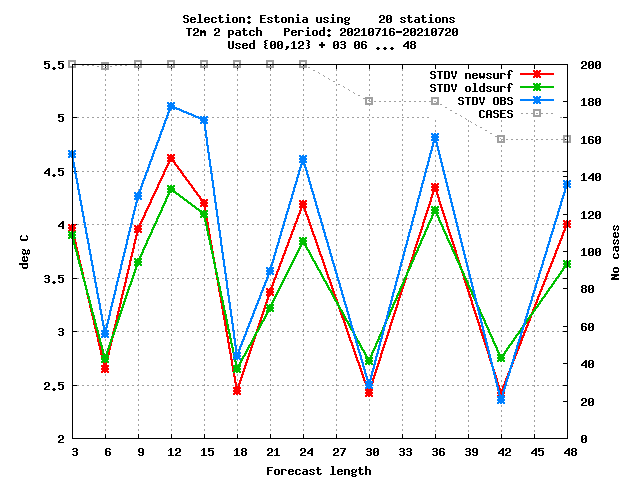 Selection: Estonia using    20 stations
T2m 2 patch   Period: 20210716-20210720
Used {00,12} + 03 06 ... 48
STDV newsurf
STDV oldsurf
STDV OBS
CASES
5.5
5
4.5
4
3.5
3
2.5
2
deg C
200
180
160
140
120
100
80
60
40
20
0
No cases
3 6 9 12 15 18 21 24 27 30 33 36 39 42 45 48
Forecast length